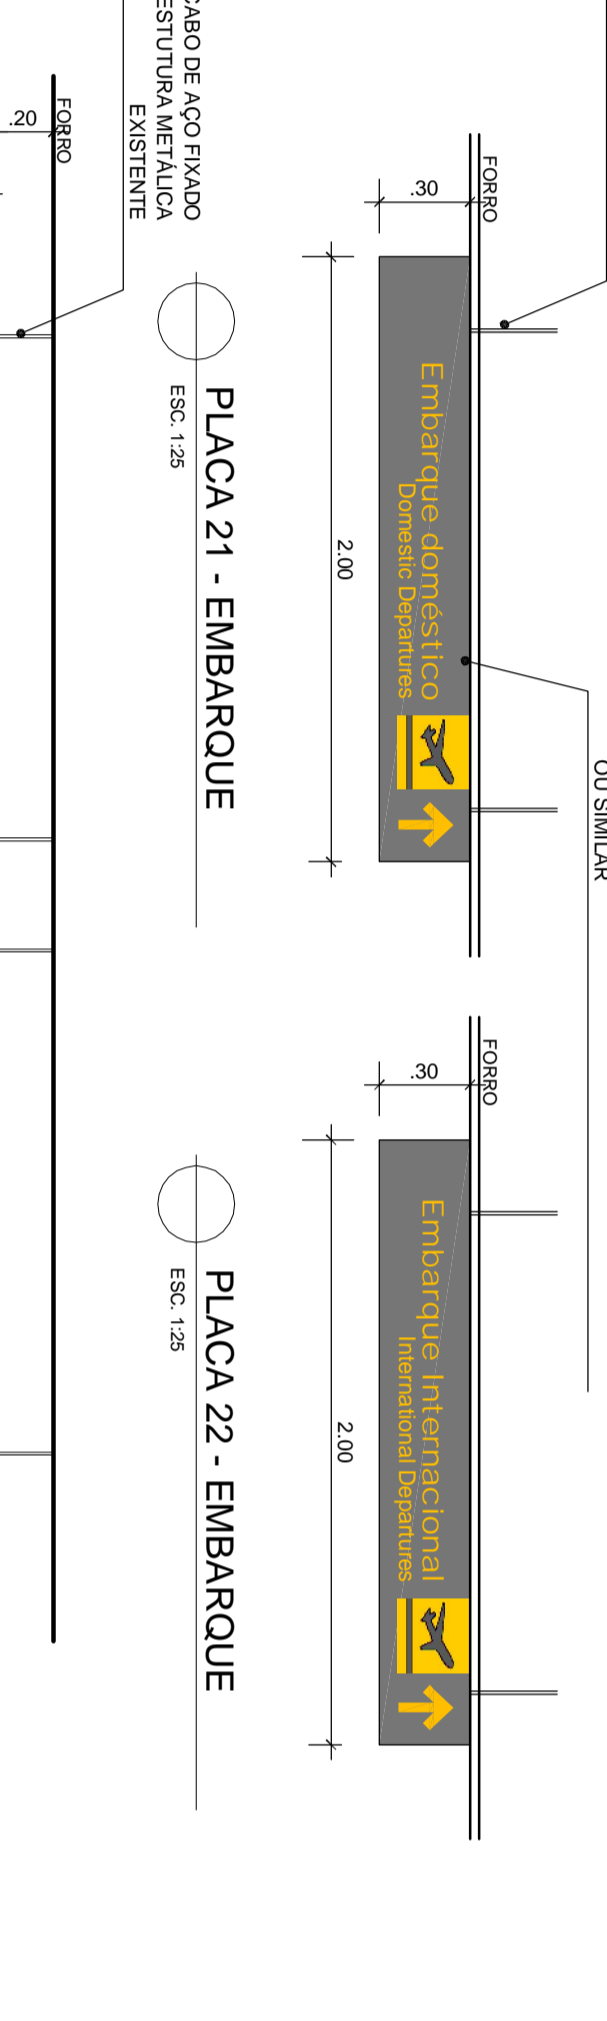 OU SIMILAR
FORRO
.30
Embarque doméstico
Domestic Departures
2.00
PLACA 21 - EMBARQUE
ESC. 1:25
FORRO
.30
Embarque Internacional
International Departures
2.00
PLACA 22 - EMBARQUE
ESC. 1:25
CABO DE AÇO FIXADO
ESTUTURA METÁLICA
EXISTENTE
FORRO
.20